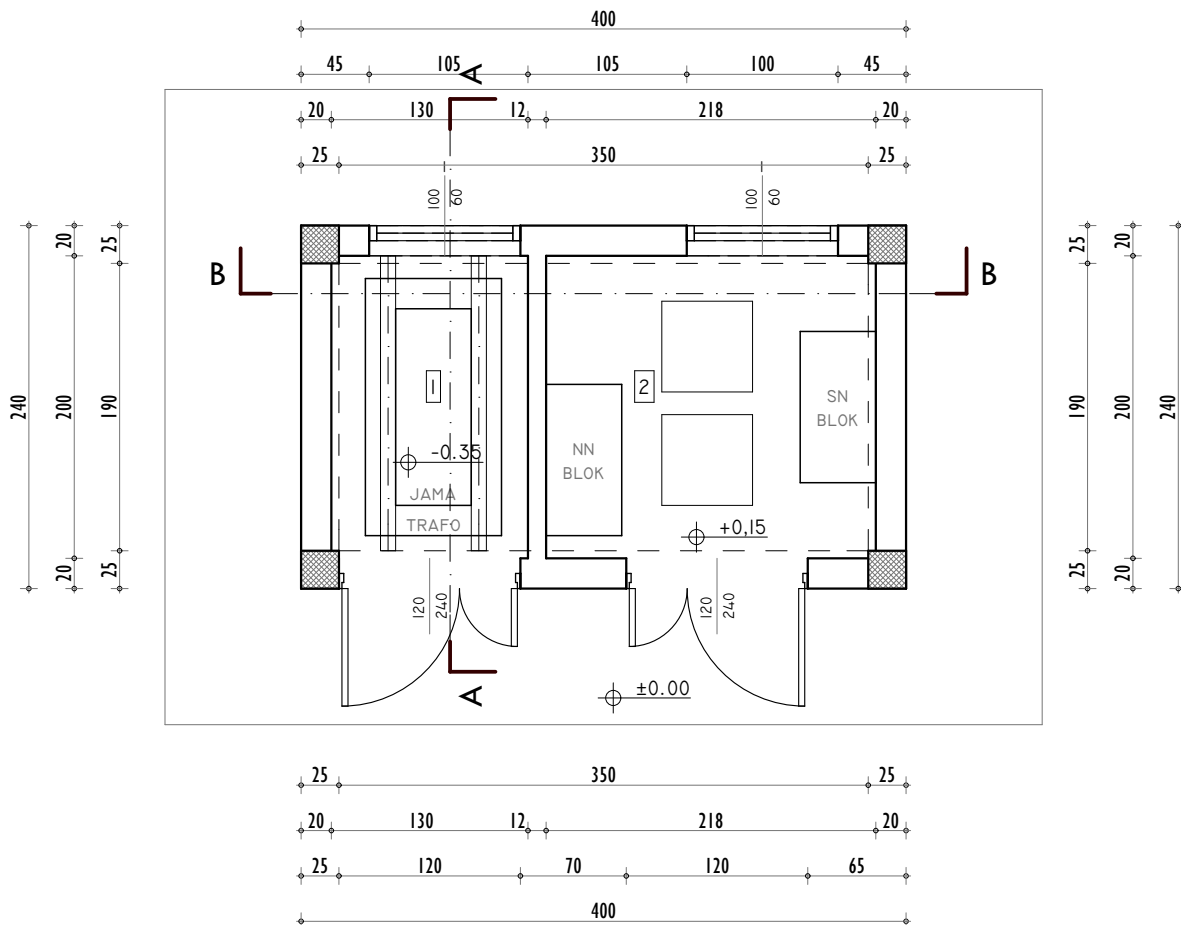 400
45 105 105 100 45
A
20 130 12 218 20
25 350 25
100 60 100 60
B B
20 25 25 20
240 200 190 190 200 240
20 25 25 20
1 2
SN
BLOK
NN
BLOK
-0.35
JAMA
TRAFO
+0,15
120 240 120 240
±0.00
A
25 350 25
20 130 12 218 20
25 120 70 120 65
400